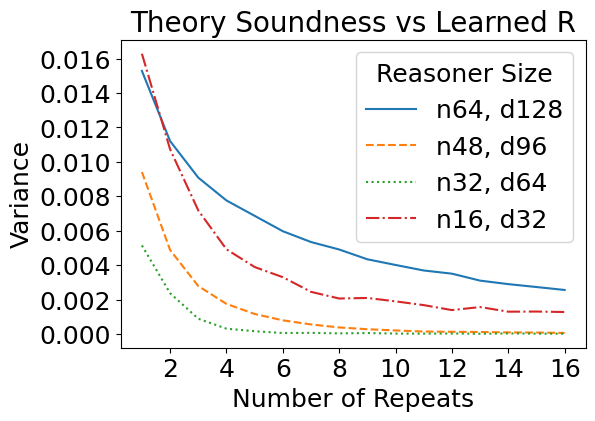 Theory Soundness vs Learned R
Variance
0.016
0.014
0.012
0.010
0.008
0.006
0.004
0.002
0.000
Reasoner Size
n64, d128
n48, d96
n32, d64
n16, d32
2 4 6 8 10 12 14 16
Number of Repeats